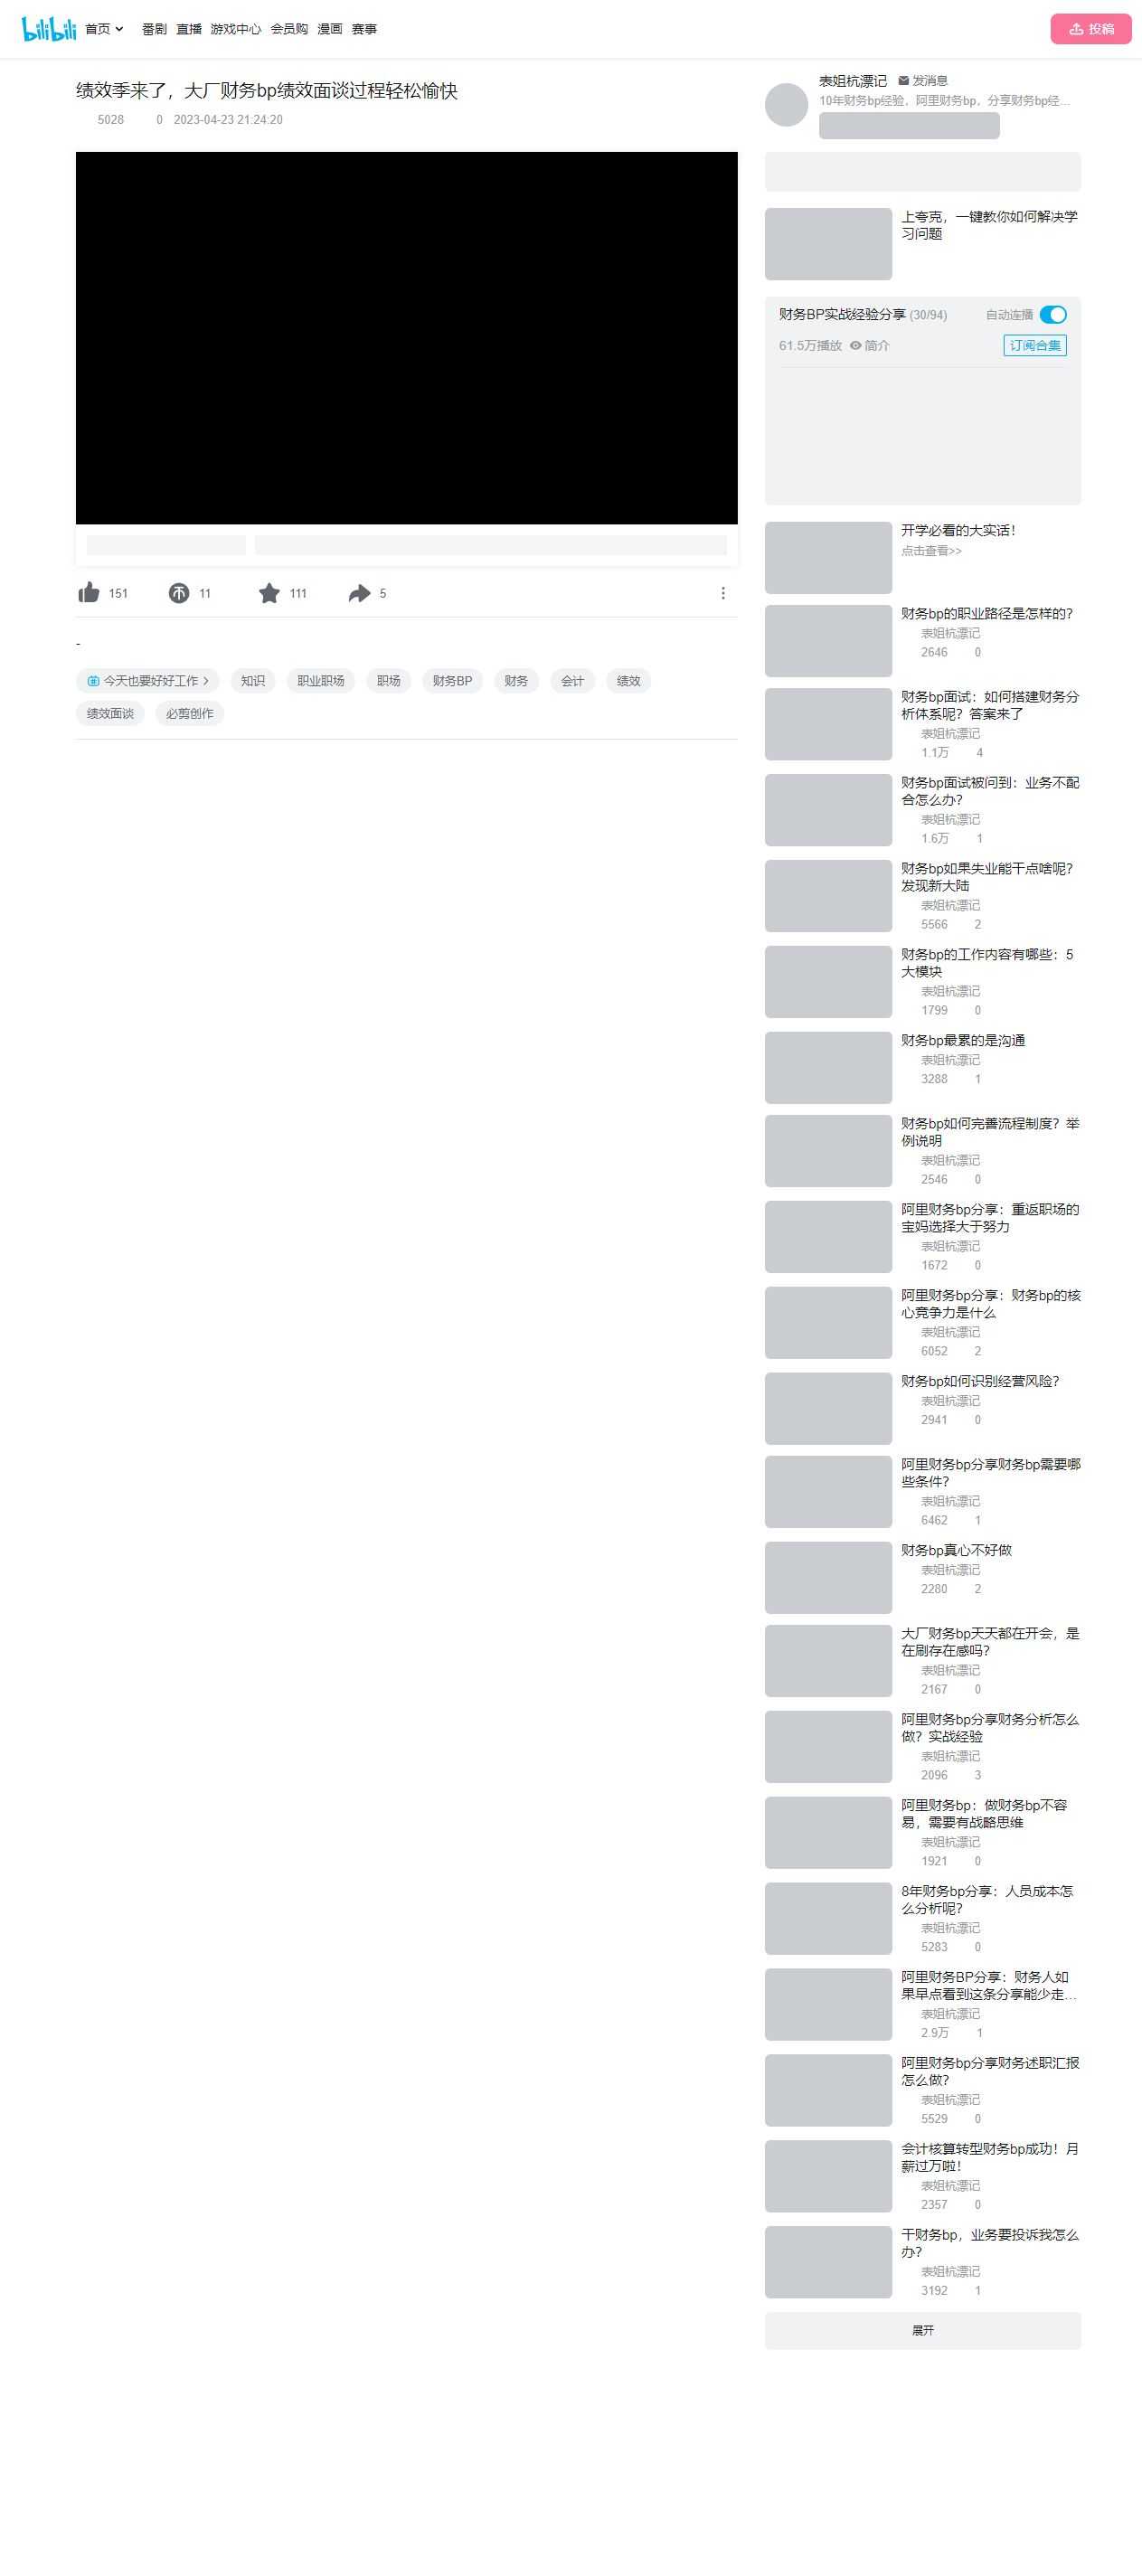 bilibili 首页 番剧 直播 游戏中心 会员购 漫画 赛事 投稿
绩效季来了，大厂财务bp绩效面谈过程轻松愉快
5028 0 2023-04-23 21:24:20
151 11 111 5
-
今天也要好好工作 知识 职业职场 职场 财务BP 财务 会计 绩效
绩效面谈 必剪创作
表姐杭漂记 发消息
10年财务bp经验，阿里财务bp，分享财务bp经…
上夸克，一键教你如何解决学
习问题
财务BP实战经验分享 (30/94) 自动连播
61.5万播放 简介 订阅合集
开学必看的大实话！
点击查看>>
财务bp的职业路径是怎样的？
表姐杭漂记
2646 0
财务bp面试：如何搭建财务分
析体系呢？答案来了
表姐杭漂记
1.1万 4
财务bp面试被问到：业务不配
合怎么办？
表姐杭漂记
1.6万 1
财务bp如果失业能干点啥呢？
发现新大陆
表姐杭漂记
5566 2
财务bp的工作内容有哪些：5
大模块
表姐杭漂记
1799 0
财务bp最累的是沟通
表姐杭漂记
3288 1
财务bp如何完善流程制度？举
例说明
表姐杭漂记
2546 0
阿里财务bp分享：重返职场的
宝妈选择大于努力
表姐杭漂记
1672 0
阿里财务bp分享：财务bp的核
心竞争力是什么
表姐杭漂记
6052 2
财务bp如何识别经营风险？
表姐杭漂记
2941 0
阿里财务bp分享财务bp需要哪
些条件？
表姐杭漂记
6462 1
财务bp真心不好做
表姐杭漂记
2280 2
大厂财务bp天天都在开会，是
在刷存在感吗？
表姐杭漂记
2167 0
阿里财务bp分享财务分析怎么
做？实战经验
表姐杭漂记
2096 3
阿里财务bp：做财务bp不容
易，需要有战略思维
表姐杭漂记
1921 0
8年财务bp分享：人员成本怎
么分析呢？
表姐杭漂记
5283 0
阿里财务BP分享：财务人如
果早点看到这条分享能少走…
表姐杭漂记
2.9万 1
阿里财务bp分享财务述职汇报
怎么做？
表姐杭漂记
5529 0
会计核算转型财务bp成功！月
薪过万啦！
表姐杭漂记
2357 0
干财务bp，业务要投诉我怎么
办？
表姐杭漂记
3192 1
展开